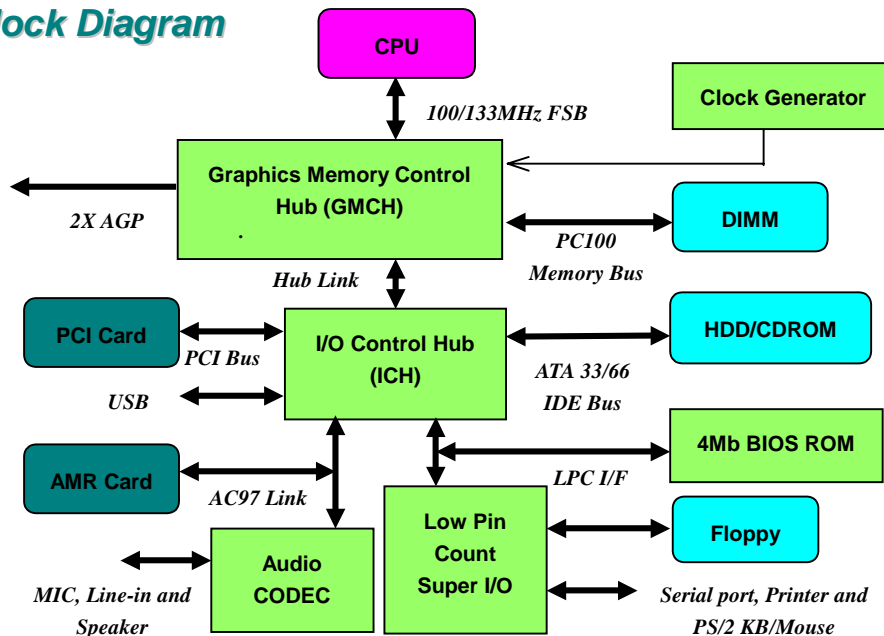 lock Diagram
CPU
100/133MHz FSB
Clock Generator
Graphics Memory Control
Hub (GMCH)
.
2X AGP
DIMM
PC100
Memory Bus
Hub Link
PCI Card
PCI Bus
I/O Control Hub
(ICH)
HDD/CDROM
ATA 33/66
IDE Bus
USB
4Mb BIOS ROM
LPC I/F
AMR Card
AC97 Link
Low Pin
Count
Super I/O
Floppy
Audio
CODEC
MIC, Line-in and
Speaker
Serial port, Printer and
PS/2 KB/Mouse